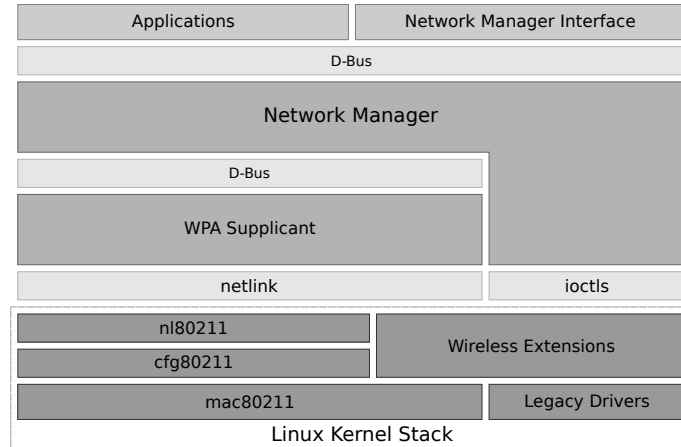 Applications
Network Manager Interface
D-Bus
Network Manager
D-Bus
WPA Supplicant
netlink
ioctls
nl80211
cfg80211
Wireless Extensions
mac80211
Legacy Drivers
Linux Kernel Stack